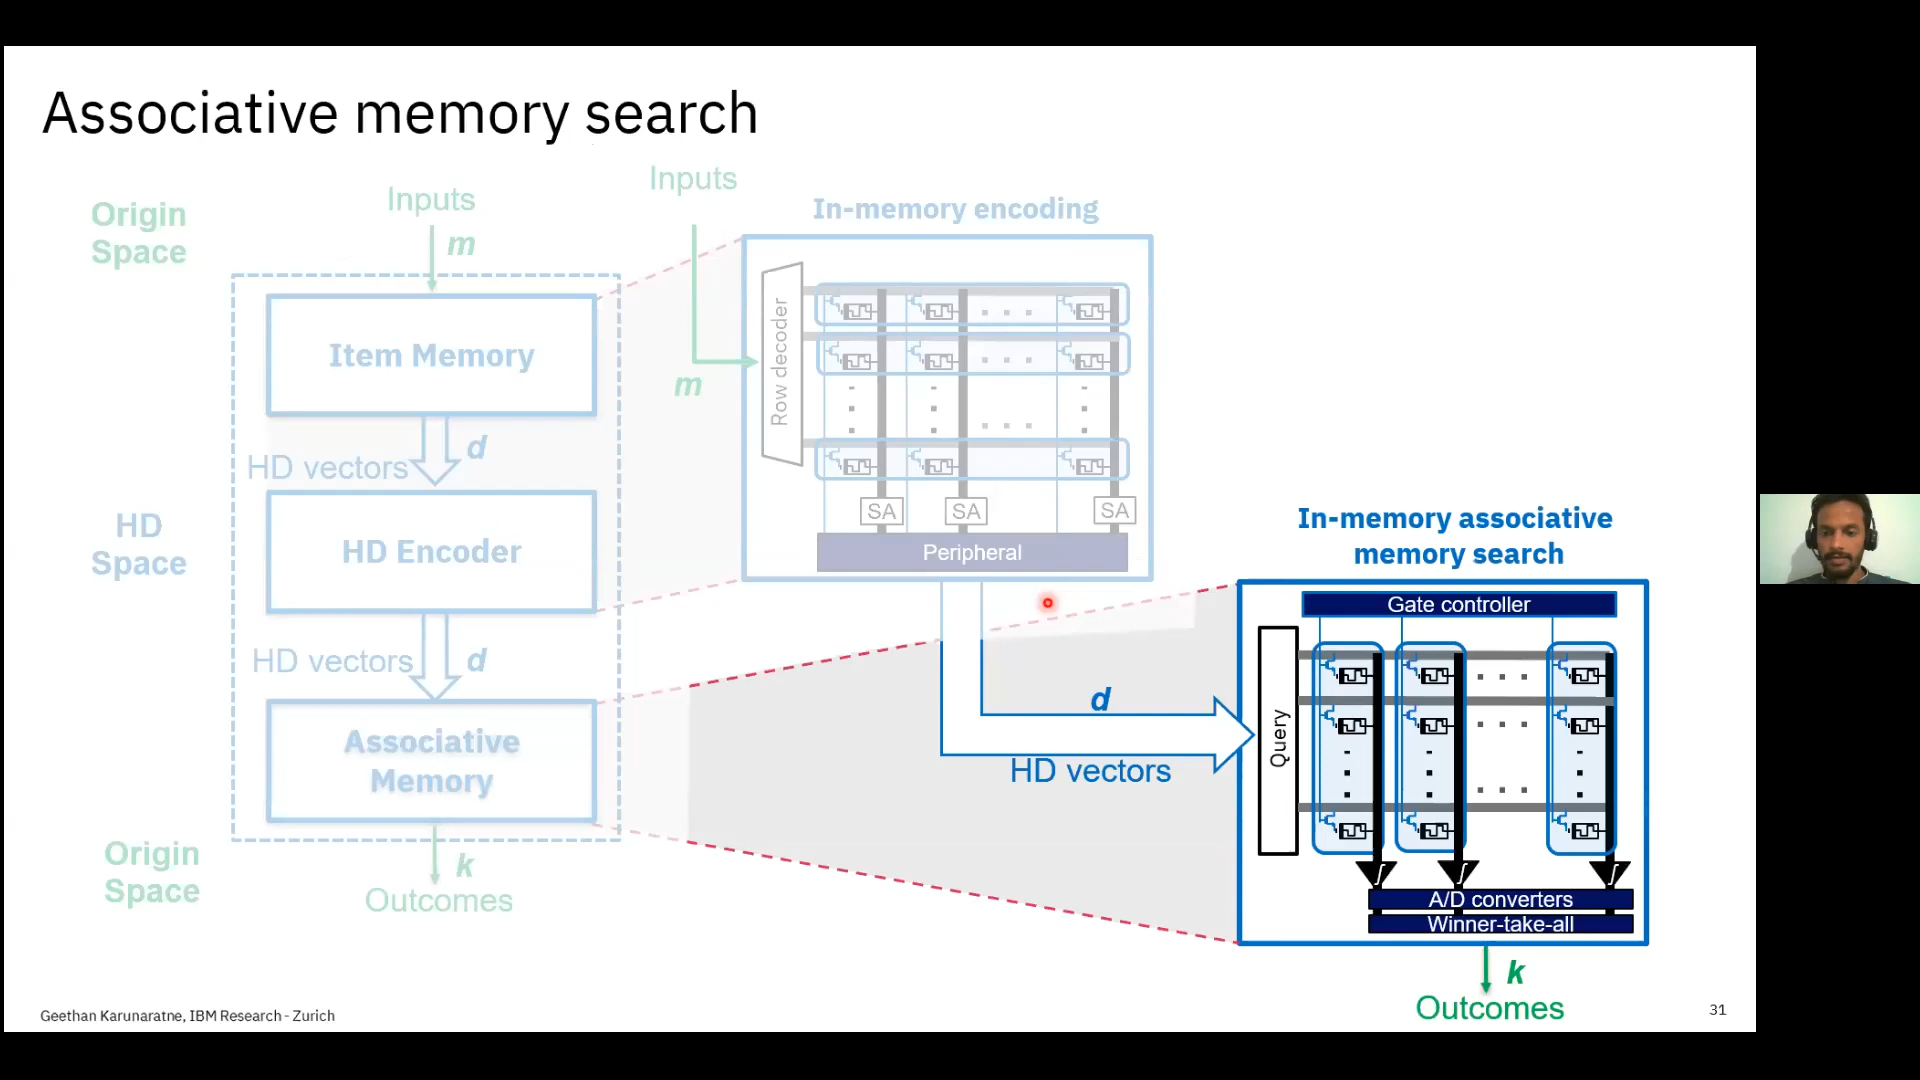 Associative memory search
Origin
Space
Inputs
m
Item Memory
HD vectors
d
HD
Space
HD Encoder
HD vectors
d
Associative
Memory
Origin
Space
k
Outcomes
Inputs
m
In-memory encoding
Row decoder
SA
SA
SA
Peripheral
d
HD vectors
In-memory associative
memory search
Gate controller
Query
A/D converters
Winner-take-all
k
Outcomes
Geethan Karunaratne, IBM Research - Zurich
31